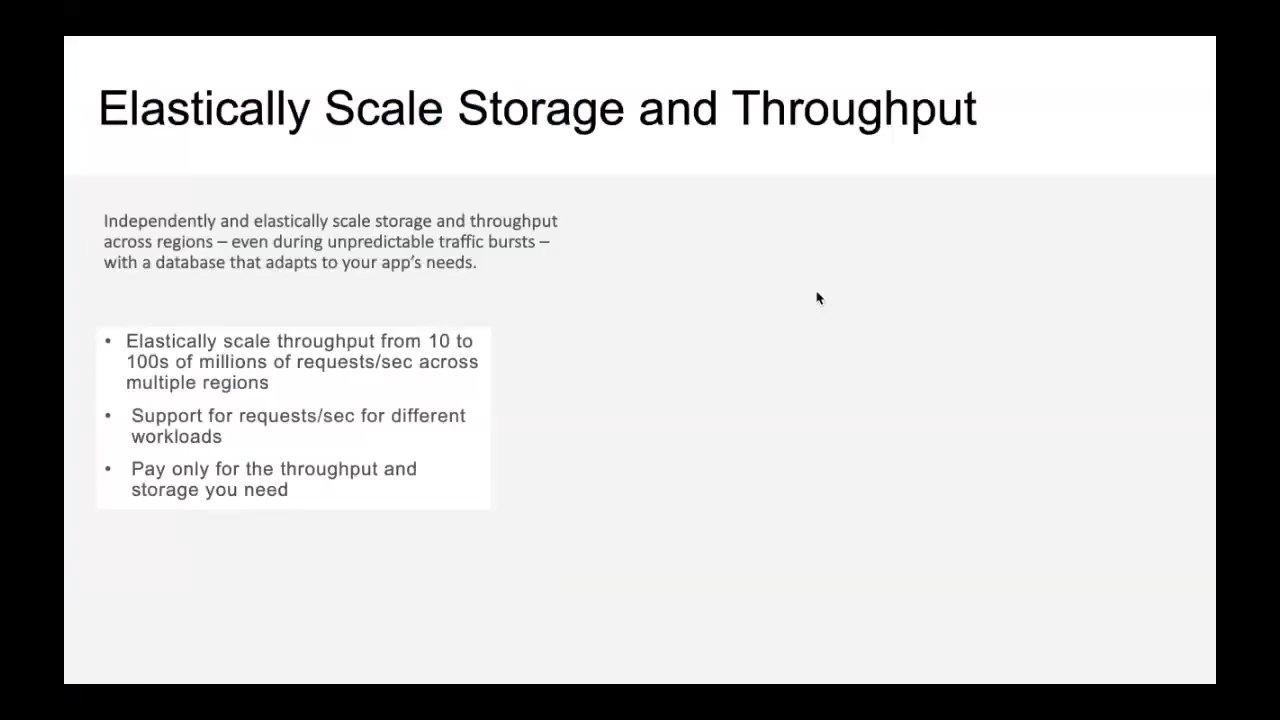 Elastically Scale Storage and Throughput
Independently and elastically scale storage and throughput
across regions – even during unpredictable traffic bursts –
with a database that adapts to your app's needs.
• Elastically scale throughput from 10 to
100s of millions of requests/sec across
multiple regions
• Support for requests/sec for different
workloads
• Pay only for the throughput and
storage you need